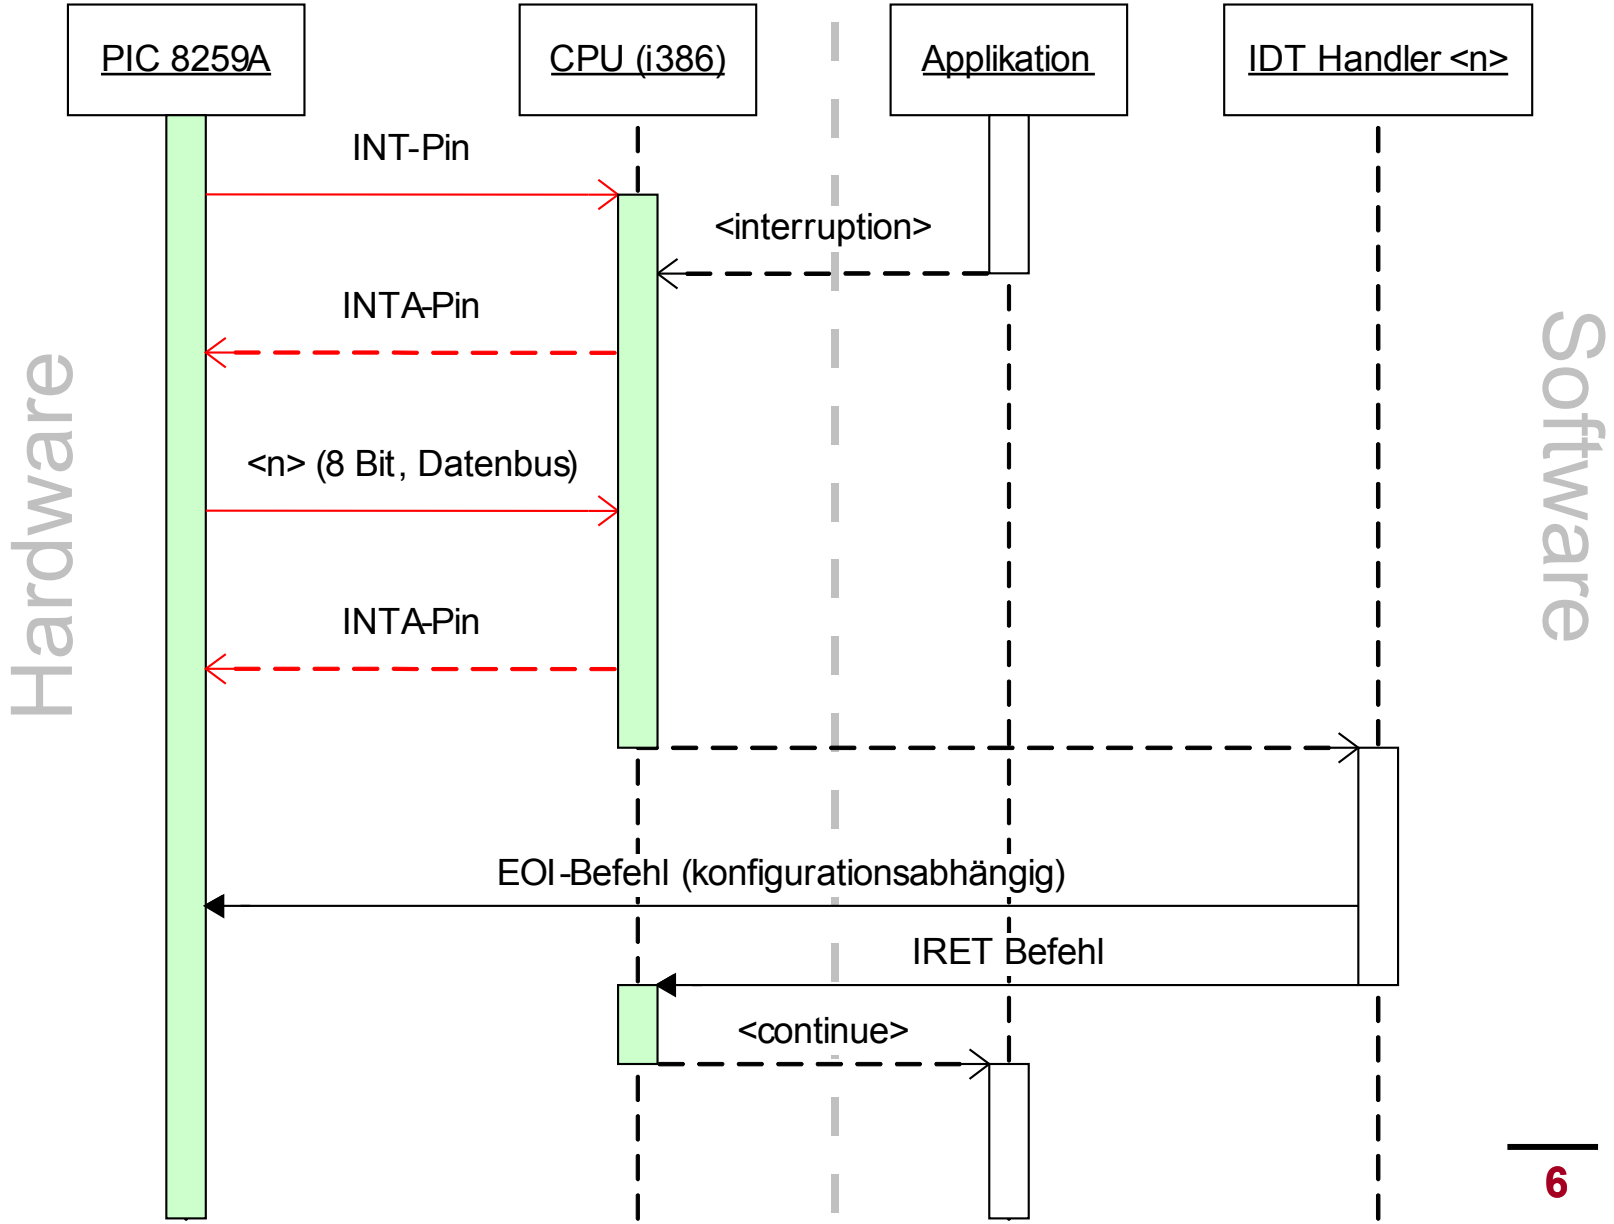 PIC 8259A
CPU (i386)
Applikation
IDT Handler <n>
INT-Pin
<interruption>
INTA-Pin
<n> (8 Bit, Datenbus)
INTA-Pin
EOI-Befehl (konfigurationsabhängig)
IRET Befehl
<continue>
Hardware
Software
6